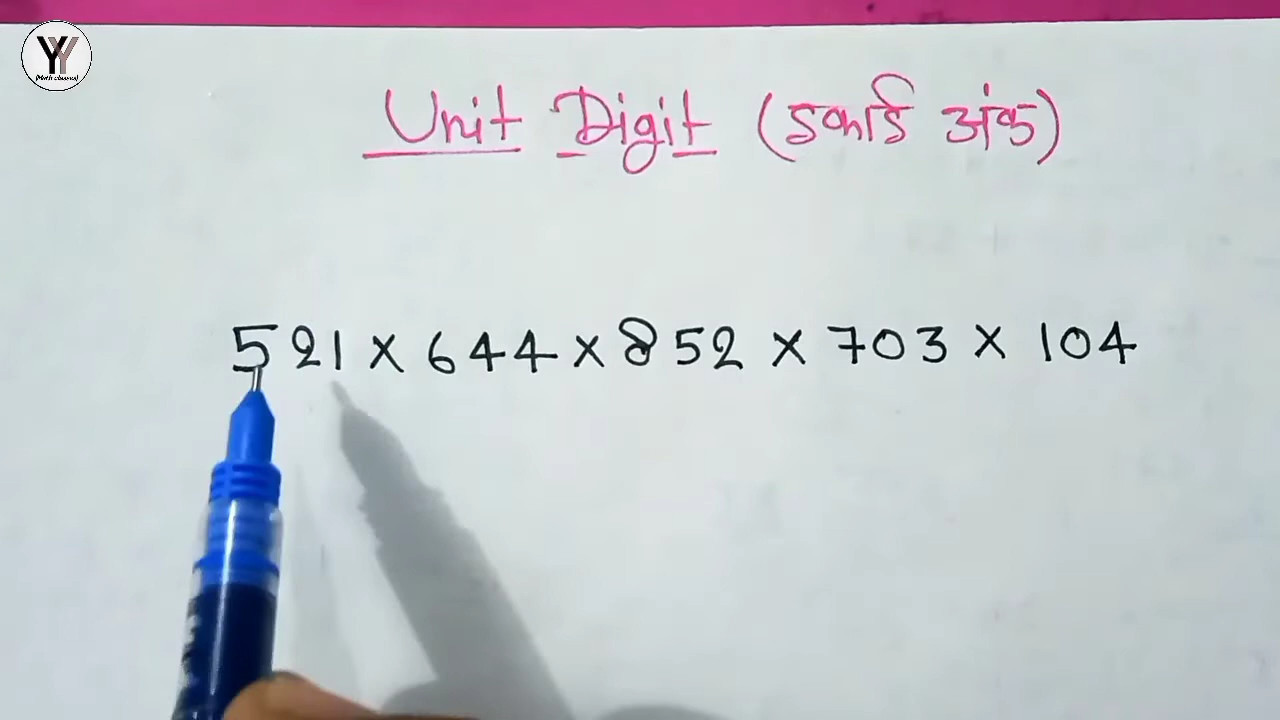 Unit Digit (इकाई अंक)
521 × 644 × 852 × 703 × 104